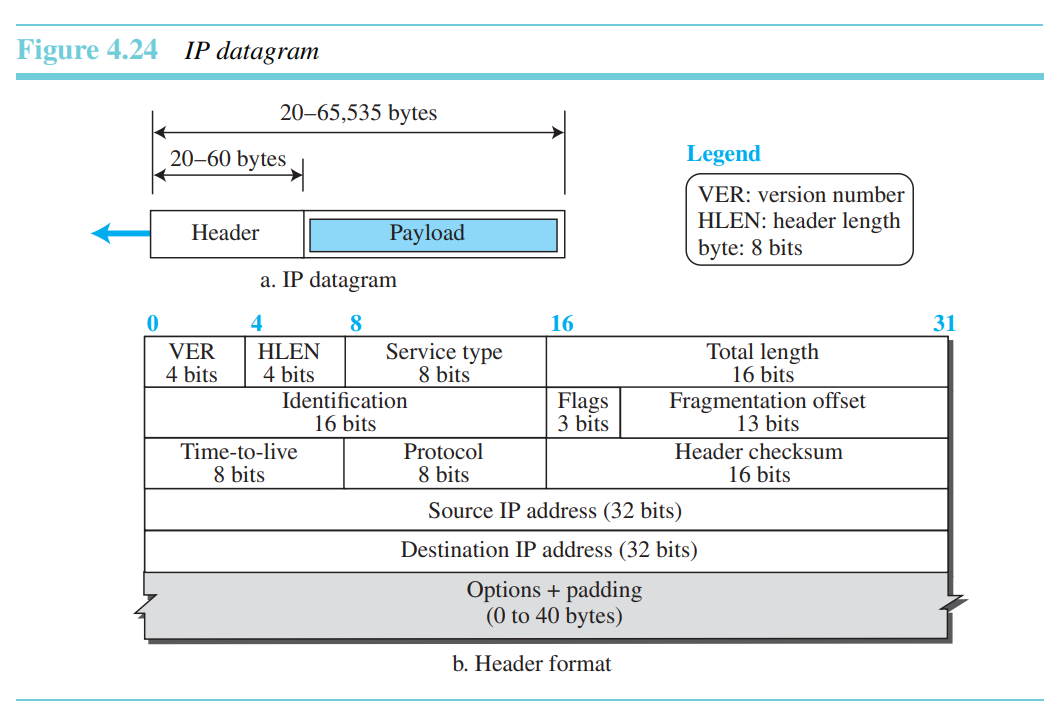 Figure 4.24 IP datagram
20–65,535 bytes
20–60 bytes
Header
Payload
a. IP datagram
Legend
VER: version number
HLEN: header length
byte: 8 bits
0 4 8 16 31
VER
4 bits
HLEN
4 bits
Service type
8 bits
Total length
16 bits
Identification
16 bits
Flags
3 bits
Fragmentation offset
13 bits
Time-to-live
8 bits
Protocol
8 bits
Header checksum
16 bits
Source IP address (32 bits)
Destination IP address (32 bits)
Options + padding
(0 to 40 bytes)
b. Header format